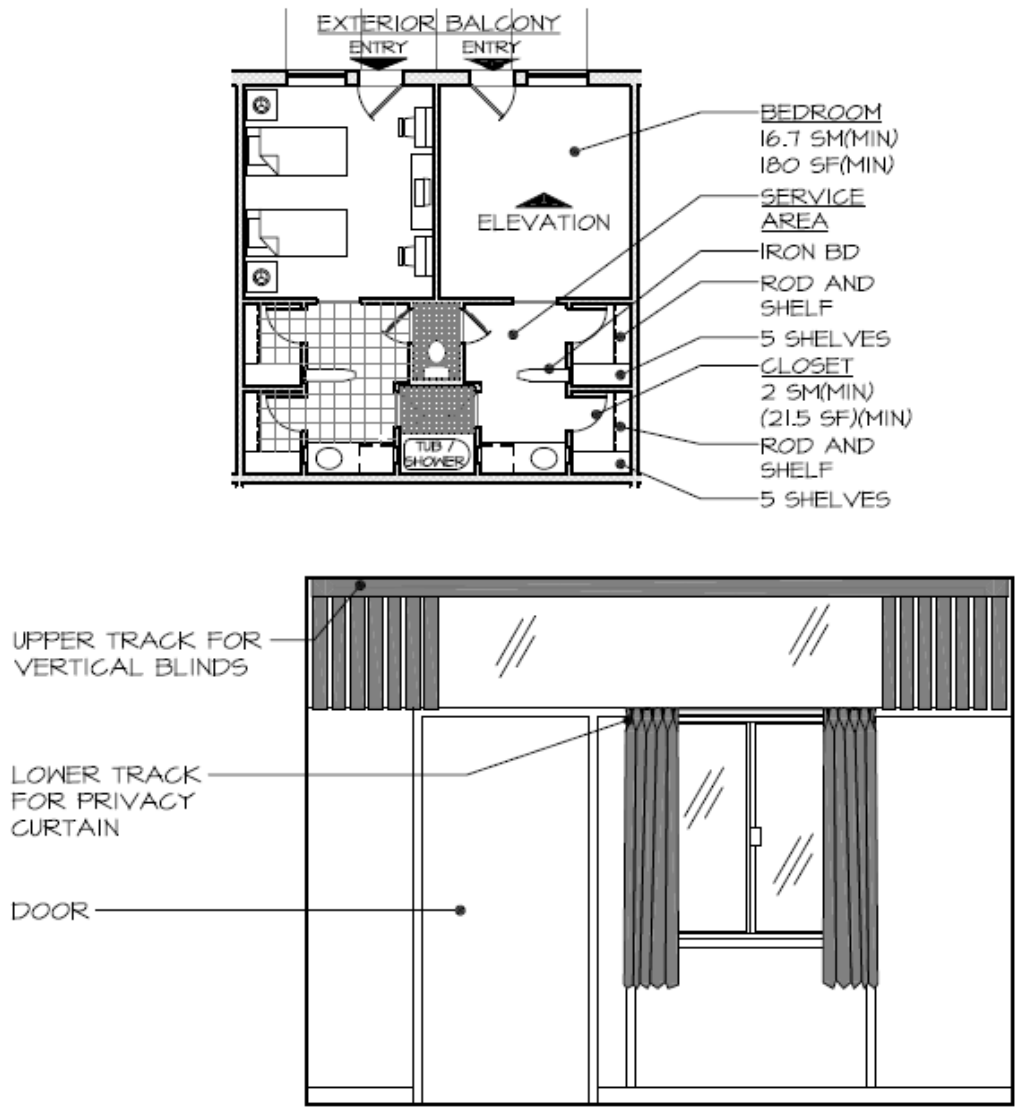 EXTERIOR BALCONY
ENTRY
ENTRY
BEDROOM
16.7 SM(MIN)
180 SF(MIN)
SERVICE
AREA
ELEVATION
1
IRON BD
ROD AND
SHELF
5 SHELVES
CLOSET
2 SM(MIN)
(21.5 SF)(MIN)
ROD AND
SHELF
5 SHELVES
TUB /
SHOWER
UPPER TRACK FOR
VERTICAL BLINDS
LOWER TRACK
FOR PRIVACY
CURTAIN
DOOR